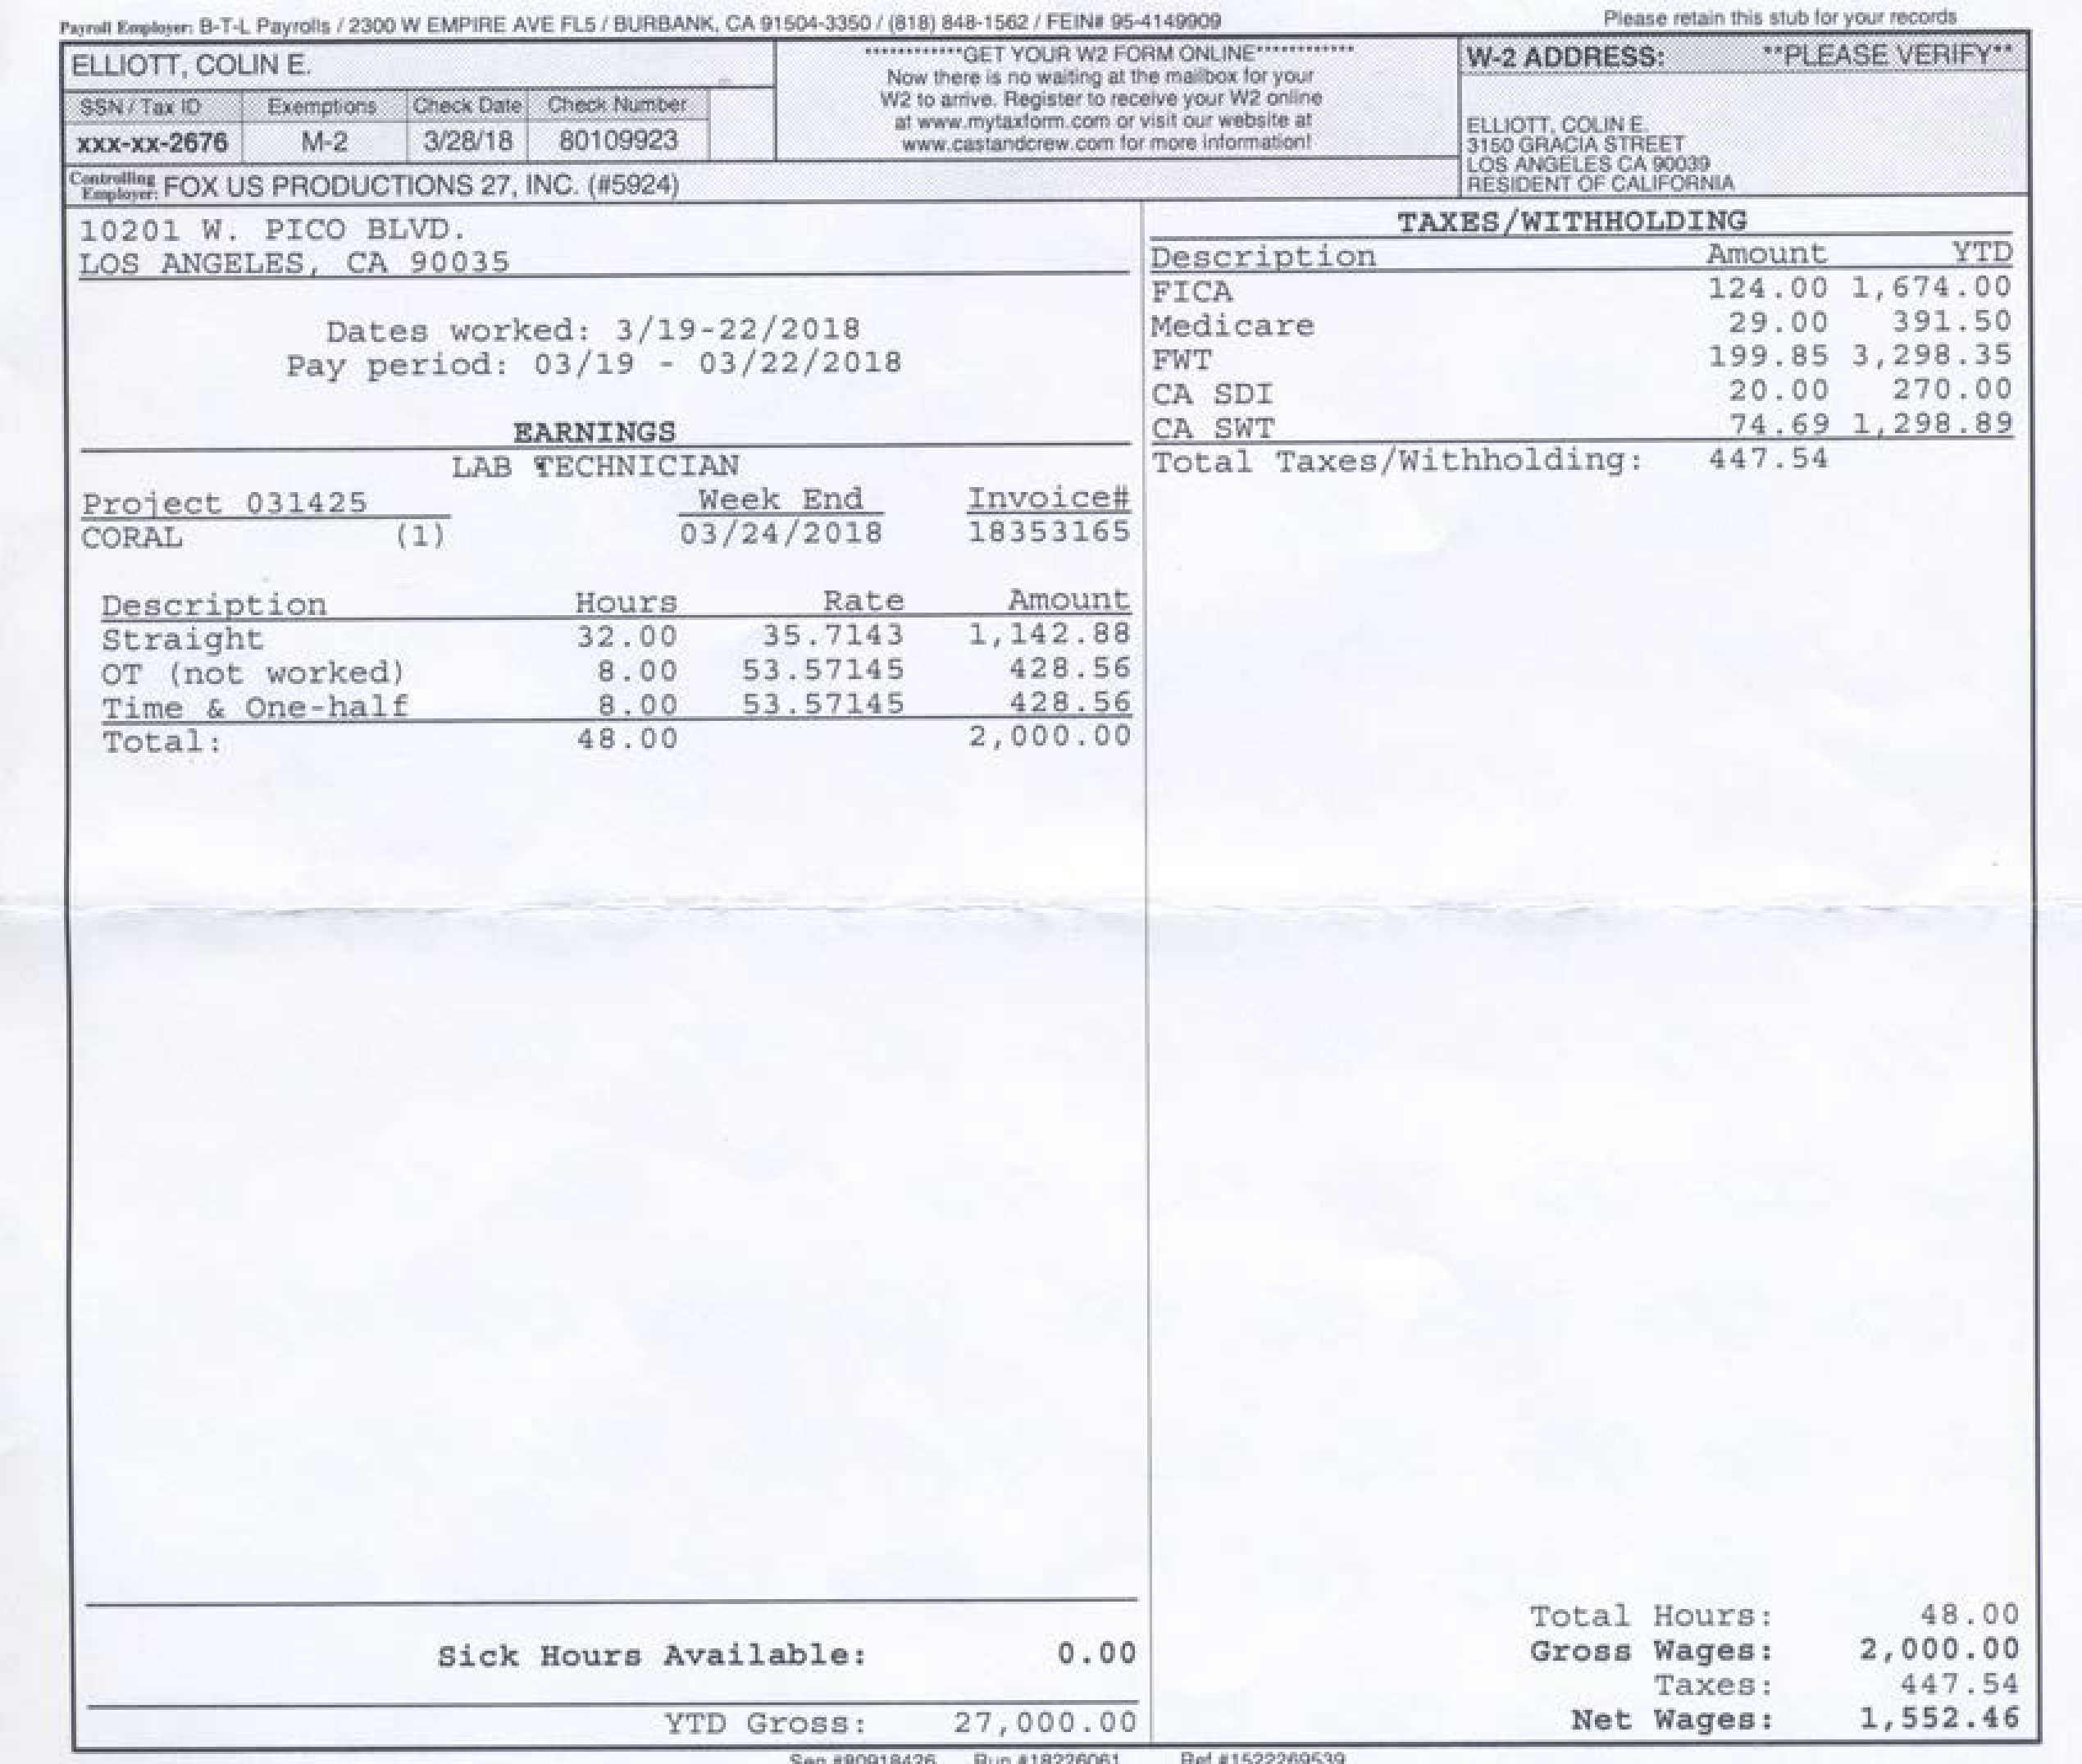 Payroll Employer: B-T-L Payrolls / 2300 W EMPIRE AVE FL5 / BURBANK, CA 91504-3350 / (818) 848-1562 / FEIN# 95-4149909
Please retain this stub for your records
ELLIOTT, COLIN E.
SSN / Tax ID Exemptions Check Date Check Number
xxx-xx-2676 M-2 3/28/18 80109923
Controlling Employer: FOX US PRODUCTIONS 27, INC. (#5924)
************GET YOUR W2 FORM ONLINE************
Now there is no waiting at the mailbox for your
W2 to arrive. Register to receive your W2 online
at www.mytaxform.com or visit our website at
www.castandcrew.com for more information!
W-2 ADDRESS: **PLEASE VERIFY**
ELLIOTT, COLIN E.
3150 GRACIA STREET
LOS ANGELES CA 90039
RESIDENT OF CALIFORNIA
10201 W. PICO BLVD.
LOS ANGELES, CA 90035
Dates worked: 3/19-22/2018
Pay period: 03/19 - 03/22/2018
EARNINGS
LAB TECHNICIAN
Project 031425 Week End Invoice#
CORAL (1) 03/24/2018 18353165
Description Hours Rate Amount
Straight 32.00 35.7143 1,142.88
OT (not worked) 8.00 53.57145 428.56
Time & One-half 8.00 53.57145 428.56
Total: 48.00 2,000.00
Sick Hours Available: 0.00
YTD Gross: 27,000.00
TAXES/WITHHOLDING
Description Amount YTD
FICA 124.00 1,674.00
Medicare 29.00 391.50
FWT 199.85 3,298.35
CA SDI 20.00 270.00
CA SWT 74.69 1,298.89
Total Taxes/Withholding: 447.54
Total Hours: 48.00
Gross Wages: 2,000.00
Taxes: 447.54
Net Wages: 1,552.46
Seq #80918426 Run #18226061 Ref #1522269539